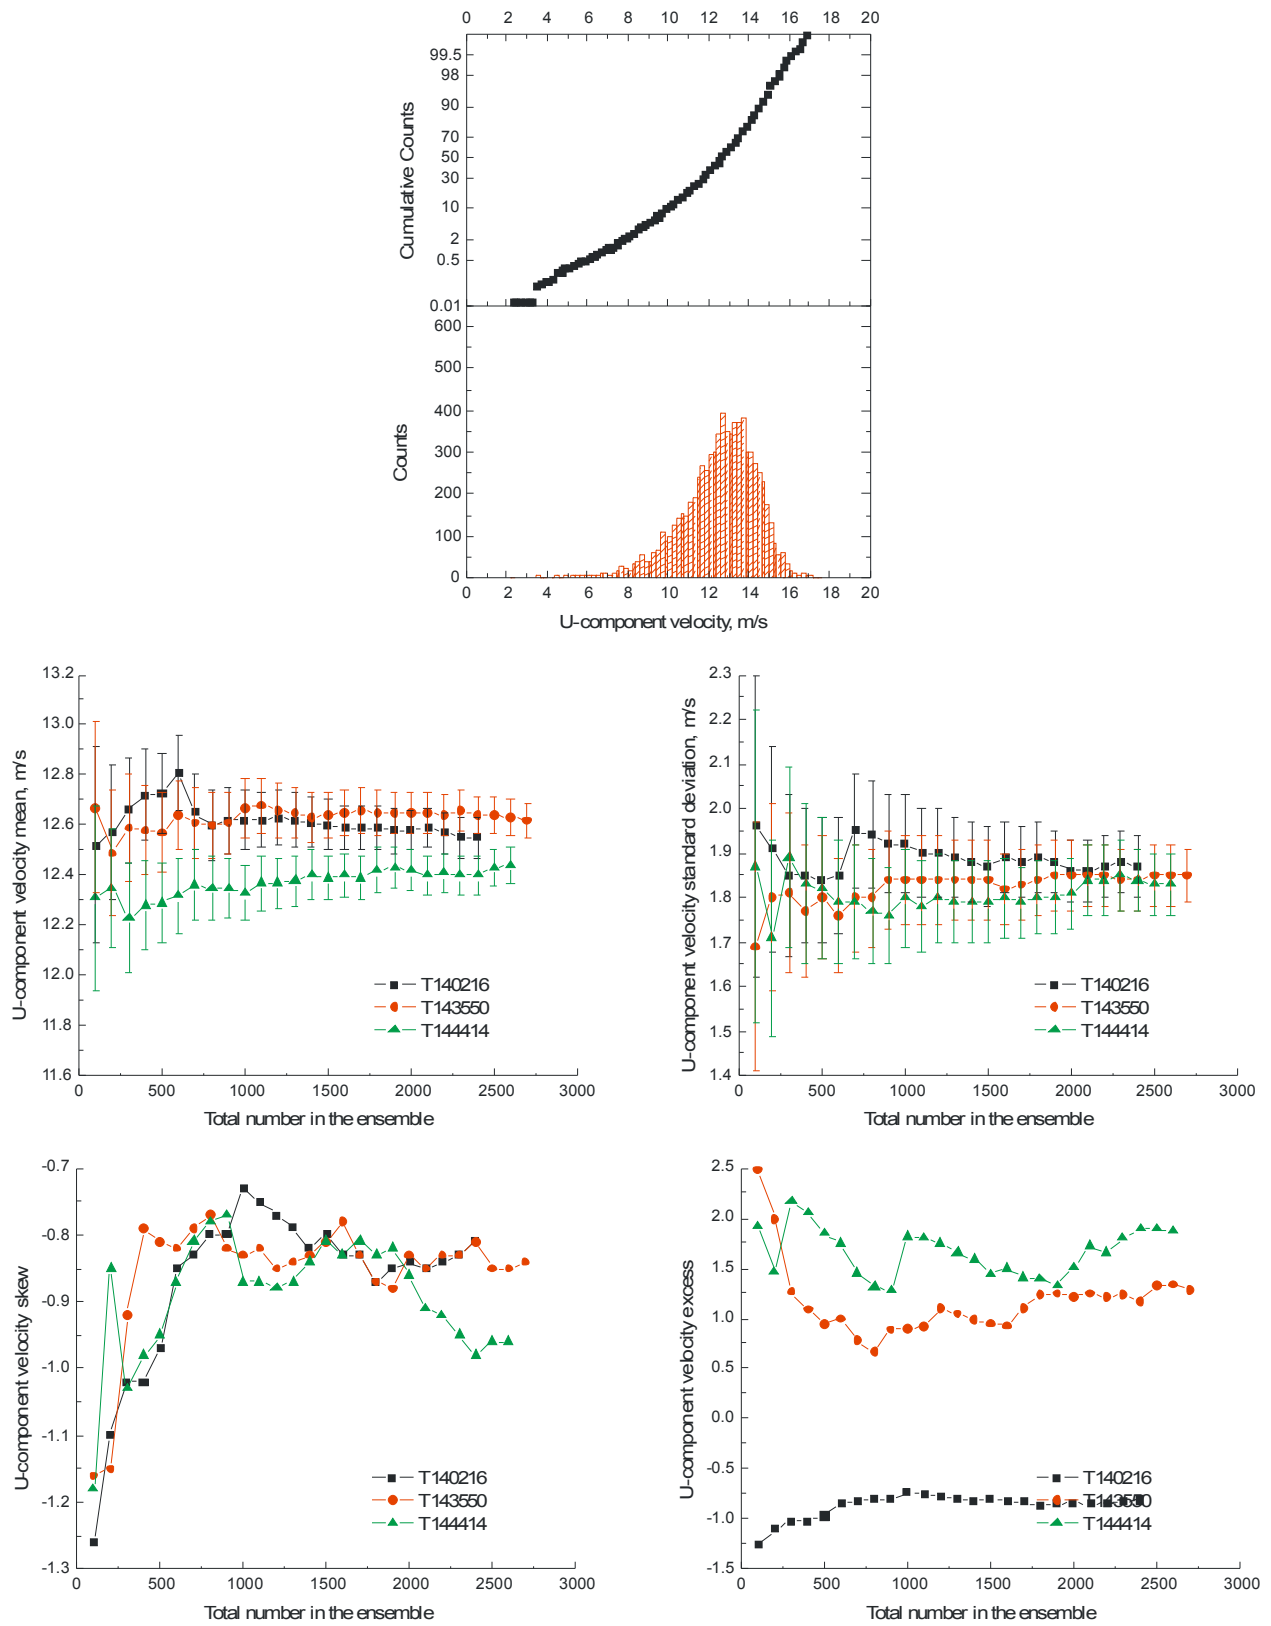 0 2 4 6 8 10 12 14 16 18 20
99.5
98
90
70
50
30
10
2
0.5
0.01
Cumulative Counts
600
500
400
300
200
100
0
Counts
0 2 4 6 8 10 12 14 16 18 20
U-component velocity, m/s
13.2
13.0
12.8
12.6
12.4
12.2
12.0
11.8
11.6
U-component velocity mean, m/s
T140216
T143550
T144414
0 500 1000 1500 2000 2500 3000
Total number in the ensemble
2.3
2.2
2.1
2.0
1.9
1.8
1.7
1.6
1.5
1.4
U-component velocity standard deviation, m/s
T140216
T143550
T144414
0 500 1000 1500 2000 2500 3000
Total number in the ensemble
-0.7
-0.8
-0.9
-1.0
-1.1
-1.2
-1.3
U-component velocity skew
T140216
T143550
T144414
0 500 1000 1500 2000 2500 3000
Total number in the ensemble
2.5
2.0
1.5
1.0
0.5
0.0
-0.5
-1.0
-1.5
U-component velocity excess
T140216
T143550
T144414
0 500 1000 1500 2000 2500 3000
Total number in the ensemble